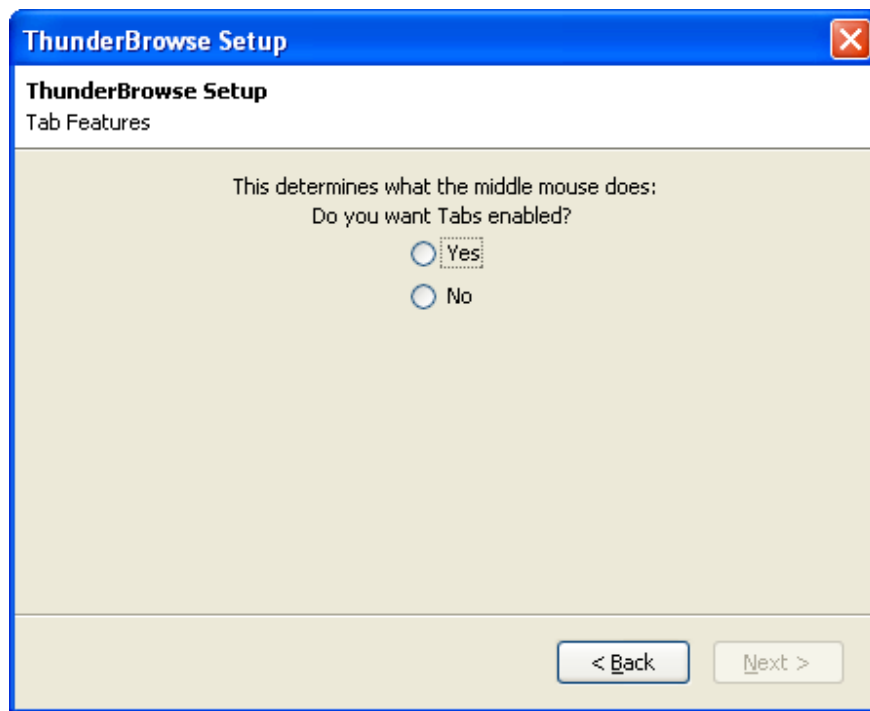 ThunderBrowse Setup
ThunderBrowse Setup
Tab Features
This determines what the middle mouse does:
Do you want Tabs enabled?
Yes
No
< Back
Next >